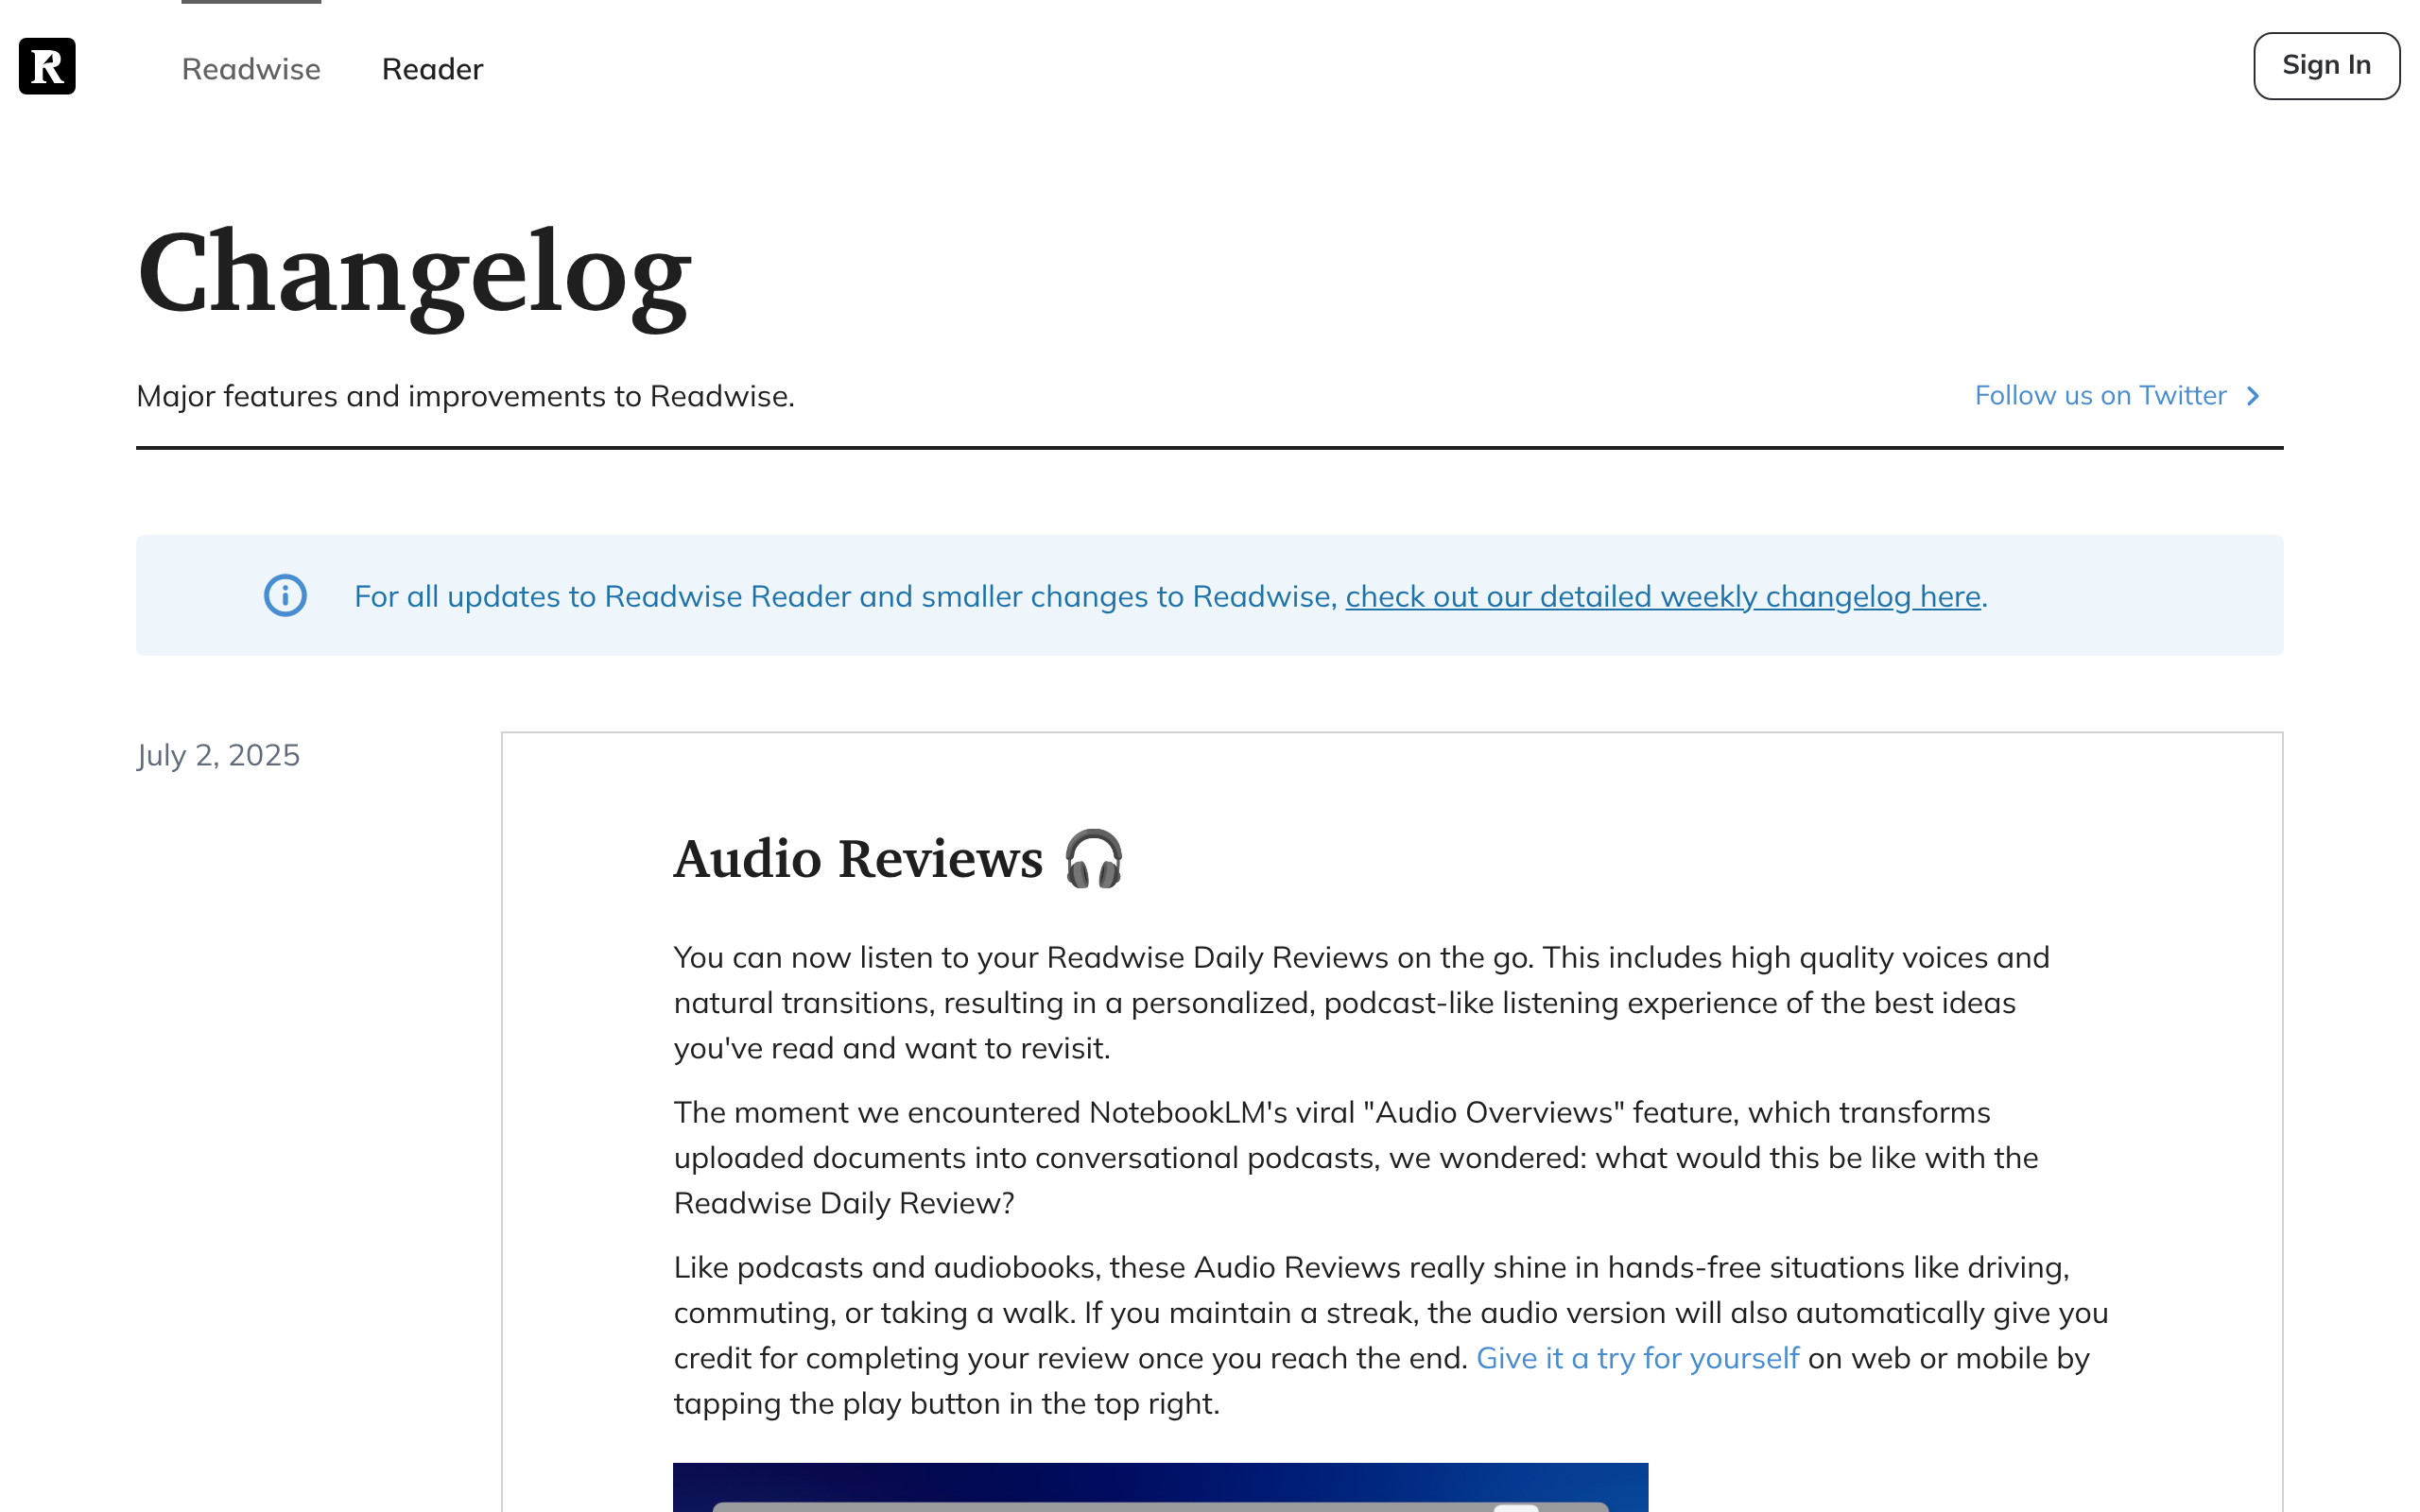 R
Readwise
Reader
Sign In
Changelog
Major features and improvements to Readwise.
Follow us on Twitter
For all updates to Readwise Reader and smaller changes to Readwise, check out our detailed weekly changelog here.
July 2, 2025
Audio Reviews 🎧
You can now listen to your Readwise Daily Reviews on the go. This includes high quality voices and
natural transitions, resulting in a personalized, podcast-like listening experience of the best ideas
you've read and want to revisit.
The moment we encountered NotebookLM's viral "Audio Overviews" feature, which transforms
uploaded documents into conversational podcasts, we wondered: what would this be like with the
Readwise Daily Review?
Like podcasts and audiobooks, these Audio Reviews really shine in hands-free situations like driving,
commuting, or taking a walk. If you maintain a streak, the audio version will also automatically give you
credit for completing your review once you reach the end. Give it a try for yourself on web or mobile by
tapping the play button in the top right.